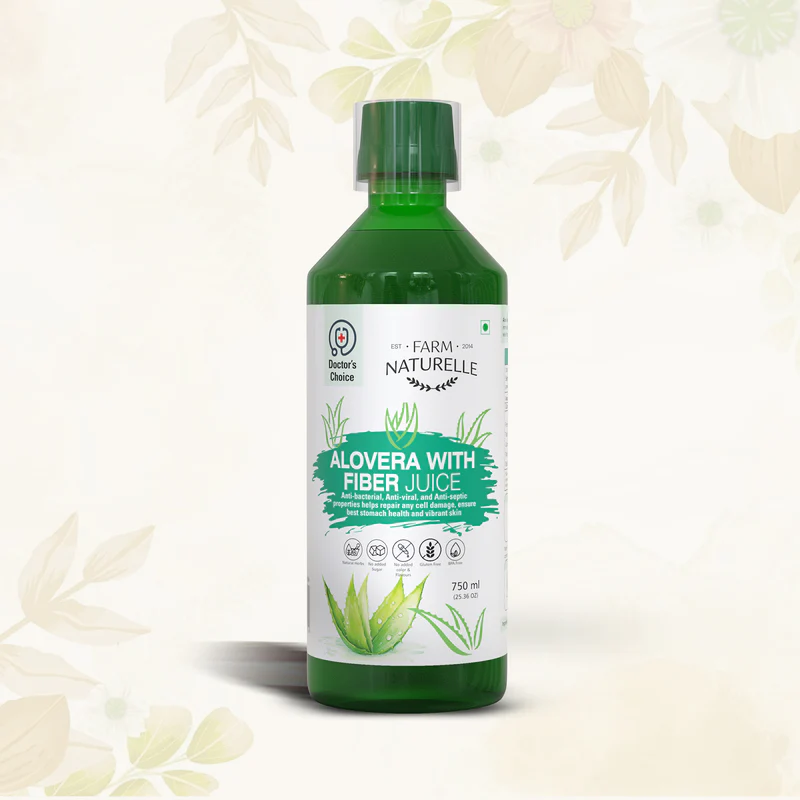 Doctor's
Choice
EST • FARM • 2014
NATURELLE
ALOVERA WITH
FIBER JUICE
Anti-bacterial, Anti-viral, and Anti-septic
properties helps repair any cell damage, ensure
best stomach health and vibrant skin
Natural Herbs
No added
Sugar
No added
color &
Flavours
Gluten Free
BPA Free
750 ml
(25.36 OZ)